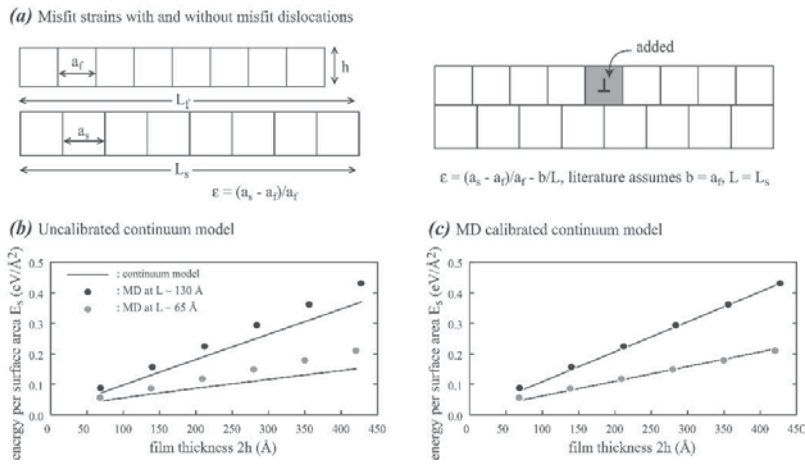 (a) Misfit strains with and without misfit dislocations
added
a_f
h
L_f
a_s
L_s
ε = (a_s - a_f)/a_f
ε = (a_s - a_f)/a_f - b/L, literature assumes b = a_f, L = L_s
(b) Uncalibrated continuum model
energy per surface area E_s (eV/Å²)
0.5
0.4
0.3
0.2
0.1
0.0
: continuum model
: MD at L ~ 130 Å
: MD at L ~ 65 Å
0 50 100 150 200 250 300 350 400 450
film thickness 2h (Å)
(c) MD calibrated continuum model
energy per surface area E_s (eV/Å²)
0.5
0.4
0.3
0.2
0.1
0.0
0 50 100 150 200 250 300 350 400 450
film thickness 2h (Å)